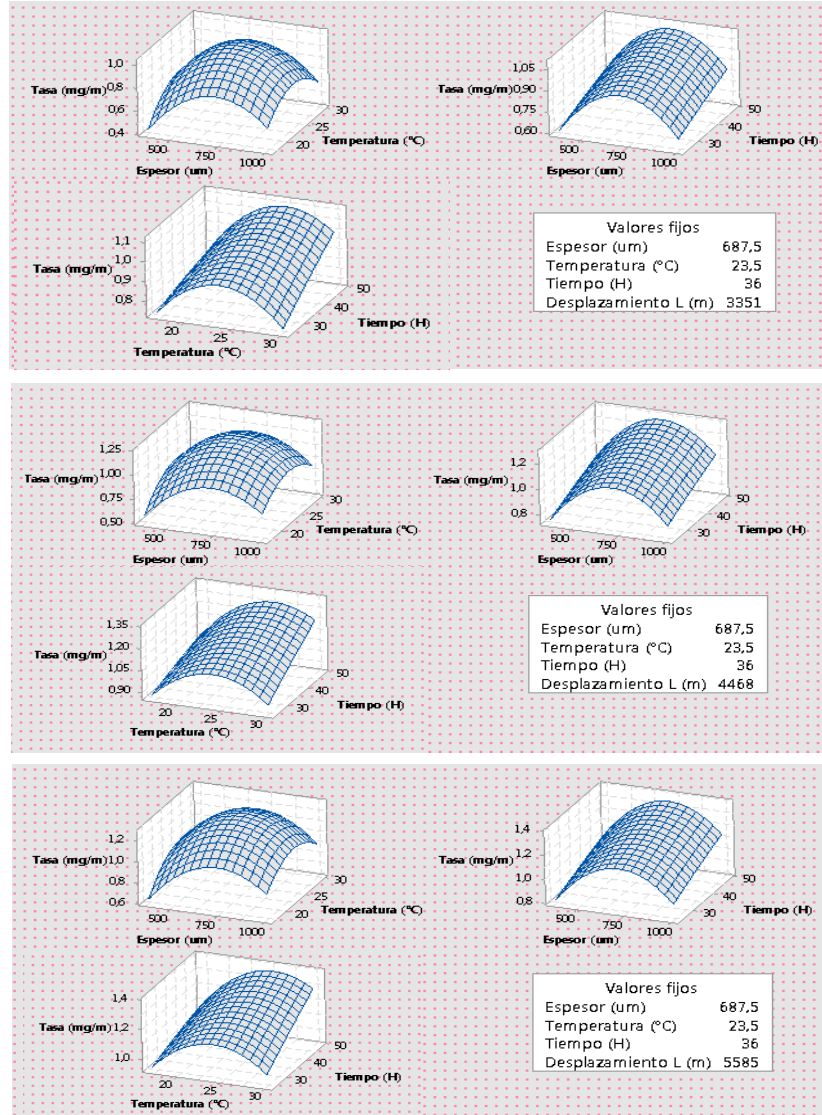 1,0
Tasa (mg/m)
0,8
0,6
0,4
500
750
1000
Espesor (um)
20
25
30
Temperatura (°C)
1,05
Tasa (mg/m)
0,90
0,75
0,60
500
750
1000
Espesor (um)
30
40
50
Tiempo (H)
1,1
Tasa (mg/m)
1,0
0,9
0,8
20
25
30
Temperatura (°C)
30
40
50
Tiempo (H)
Valores fijos
Espesor (um) 687,5
Temperatura (°C) 23,5
Tiempo (H) 36
Desplazamiento L (m) 3351
1,25
Tasa (mg/m)
1,00
0,75
0,50
500
750
1000
Espesor (um)
20
25
30
Temperatura (°C)
1,2
Tasa (mg/m)
1,0
0,8
500
750
1000
Espesor (um)
30
40
50
Tiempo (H)
1,35
1,20
Tasa (mg/m)
1,05
0,90
20
25
30
Temperatura (°C)
30
40
50
Tiempo (H)
Valores fijos
Espesor (um) 687,5
Temperatura (°C) 23,5
Tiempo (H) 36
Desplazamiento L (m) 4468
1,2
Tasa (mg/m)
1,0
0,8
0,6
500
750
1000
Espesor (um)
20
25
30
Temperatura (°C)
1,4
Tasa (mg/m)
1,2
1,0
0,8
500
750
1000
Espesor (um)
30
40
50
Tiempo (H)
1,4
Tasa (mg/m)
1,2
1,0
20
25
30
Temperatura (°C)
30
40
50
Tiempo (H)
Valores fijos
Espesor (um) 687,5
Temperatura (°C) 23,5
Tiempo (H) 36
Desplazamiento L (m) 5585